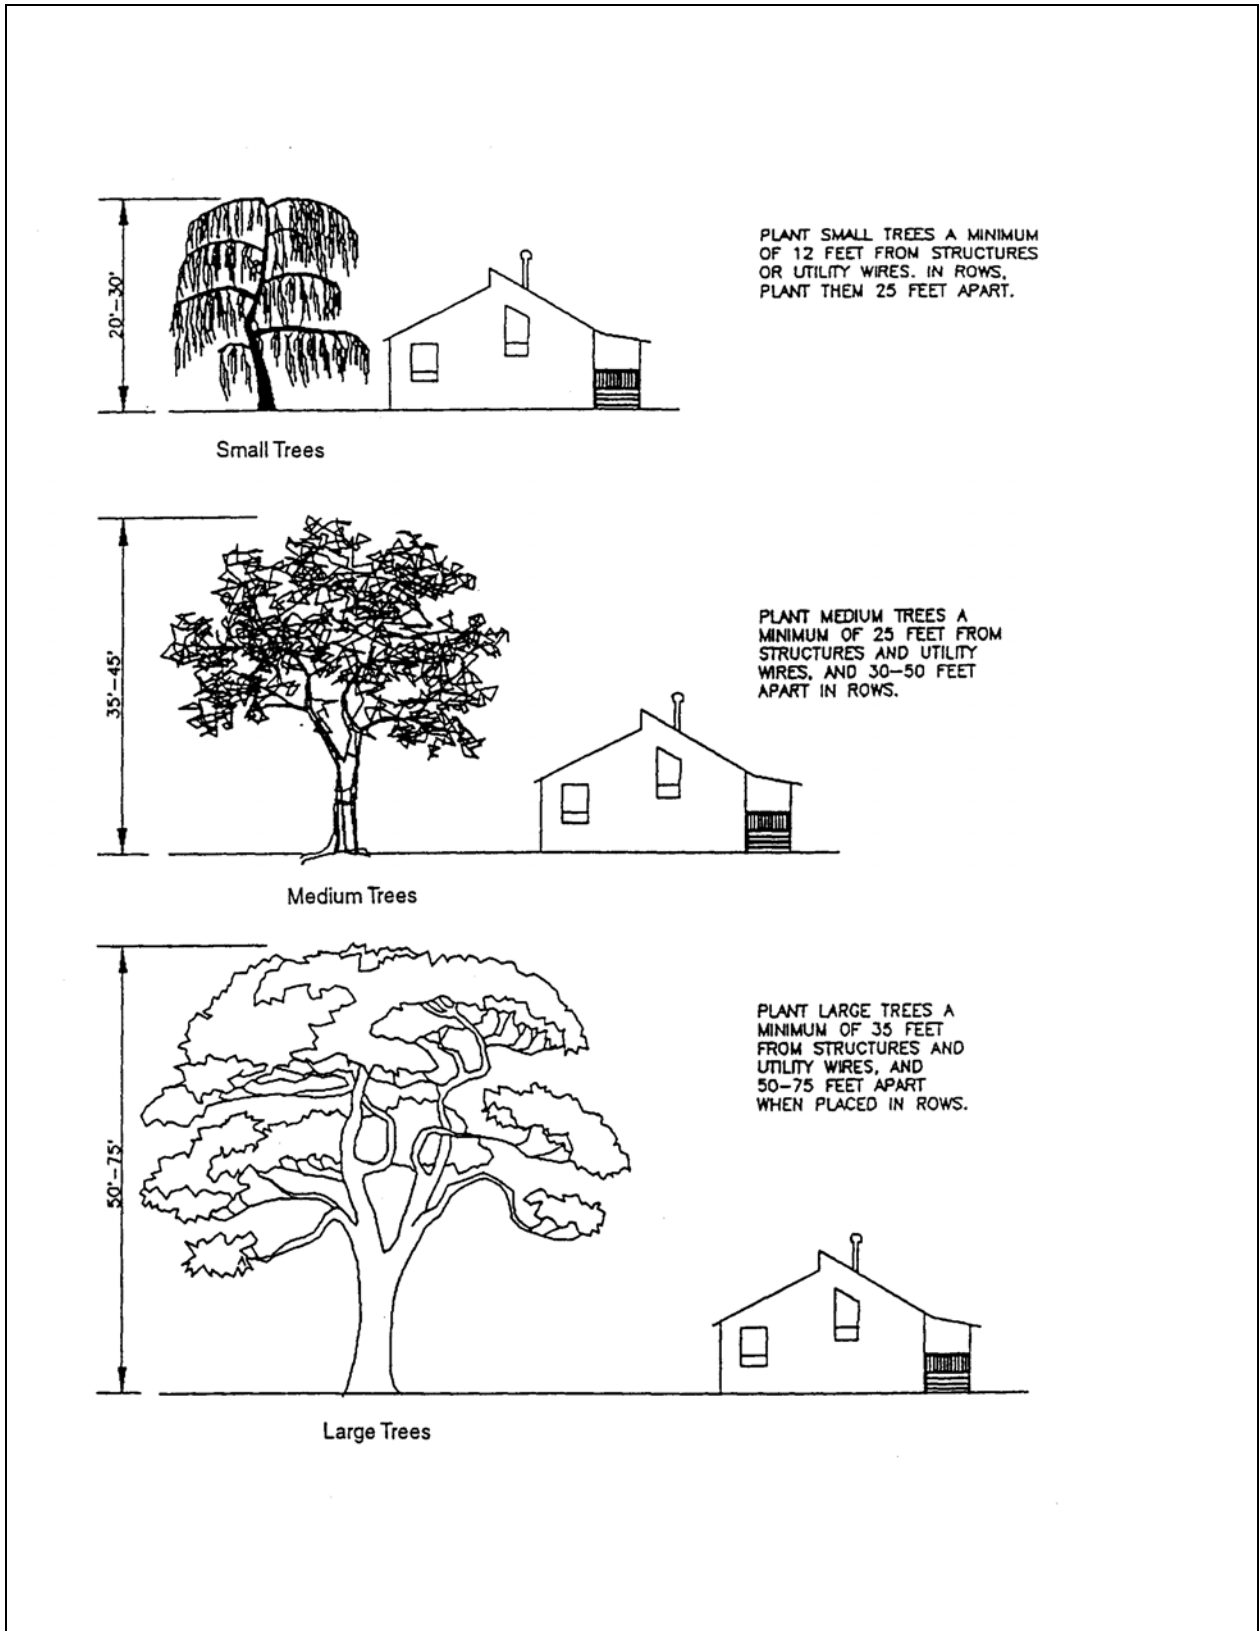 20'-30'
PLANT SMALL TREES A MINIMUM
OF 12 FEET FROM STRUCTURES
OR UTILITY WIRES. IN ROWS,
PLANT THEM 25 FEET APART.
Small Trees
35'-45'
PLANT MEDIUM TREES A
MINIMUM OF 25 FEET FROM
STRUCTURES AND UTILITY
WIRES, AND 30-50 FEET
APART IN ROWS.
Medium Trees
50'-75'
PLANT LARGE TREES A
MINIMUM OF 35 FEET
FROM STRUCTURES AND
UTILITY WIRES, AND
50-75 FEET APART
WHEN PLACED IN ROWS.
Large Trees